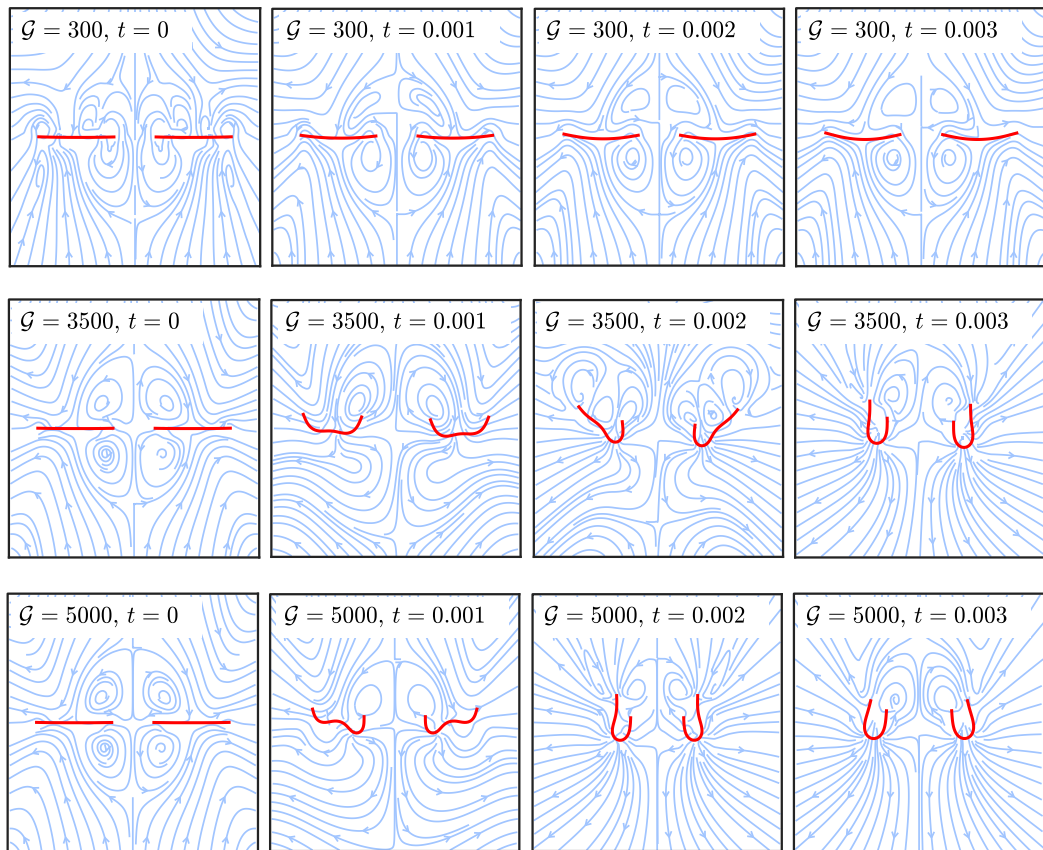 𝒢 = 300, t = 0
𝒢 = 300, t = 0.001
𝒢 = 300, t = 0.002
𝒢 = 300, t = 0.003
𝒢 = 3500, t = 0
𝒢 = 3500, t = 0.001
𝒢 = 3500, t = 0.002
𝒢 = 3500, t = 0.003
𝒢 = 5000, t = 0
𝒢 = 5000, t = 0.001
𝒢 = 5000, t = 0.002
𝒢 = 5000, t = 0.003